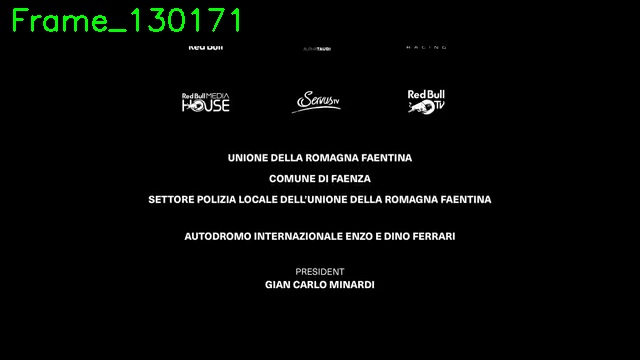 Frame_130171
Red Bull
ALPHATAURI
RACING
Red Bull MEDIA HOUSE
ServusTV
Red Bull TV
UNIONE DELLA ROMAGNA FAENTINA
COMUNE DI FAENZA
SETTORE POLIZIA LOCALE DELL'UNIONE DELLA ROMAGNA FAENTINA
AUTODROMO INTERNAZIONALE ENZO E DINO FERRARI
PRESIDENT
GIAN CARLO MINARDI